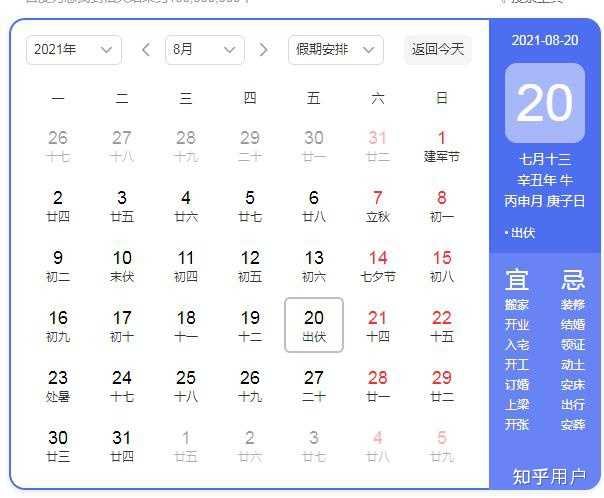 2021年 8月 假期安排 返回今天
一 二 三 四 五 六 日
26 27 28 29 30 31 1
十七 十八 十九 二十 廿一 廿二 建军节
2 3 4 5 6 7 8
廿四 廿五 廿六 廿七 廿八 立秋 初一
9 10 11 12 13 14 15
初二 末伏 初四 初五 初六 七夕节 初八
16 17 18 19 20 21 22
初九 初十 十一 十二 出伏 十四 十五
23 24 25 26 27 28 29
处暑 十七 十八 十九 二十 廿一 廿二
30 31 1 2 3 4 5
廿三 廿四 廿五 廿六 廿七 廿八 廿九
2021-08-20
20
七月十三
辛丑年 牛
丙申月 庚子日
• 出伏
宜 忌
搬家 装修
开业 结婚
入宅 领证
开工 动土
订婚 安床
上梁 出行
开张 安葬
知乎用户